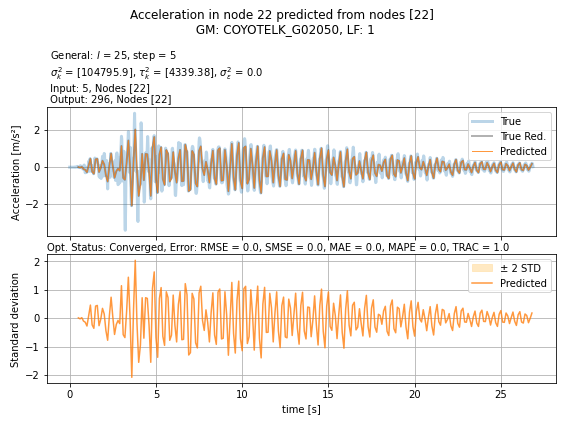 Acceleration in node 22 predicted from nodes [22]
GM: COYOTELK_G02050, LF: 1
General: l = 25, step = 5
σ²ₖ = [104795.9], τ²ₖ = [4339.38], σ²ε = 0.0
Input: 5, Nodes [22]
Output: 296, Nodes [22]
Acceleration [m/s²]
2
0
−2
True
True Red.
Predicted
Opt. Status: Converged, Error: RMSE = 0.0, SMSE = 0.0, MAE = 0.0, MAPE = 0.0, TRAC = 1.0
Standard deviation
2
1
0
−1
−2
± 2 STD
Predicted
0 5 10 15 20 25
time [s]